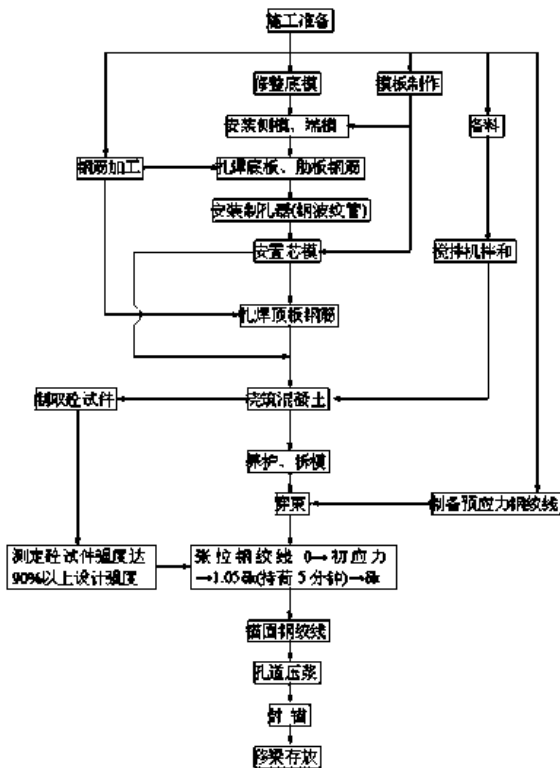 施工准备
修整底模
模板制作
安装侧模、端模
备料
钢筋加工
扎焊底板、肋板钢筋
安装制孔器(钢波纹管)
安置芯模
搅拌机拌和
扎焊顶板钢筋
制取砼试件
浇筑混凝土
养护、拆模
穿束
制备预应力钢绞线
测定砼试件强度达
90%以上设计强度
张拉钢绞线 0→初应力
→1.05δk(持荷5分钟)→δk
锚固钢绞线
孔道压浆
封锚
移梁存放